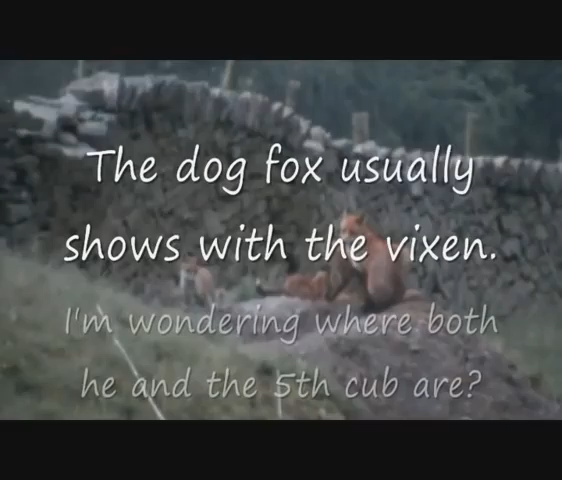 The dog fox usually
shows with the vixen.
I'm wondering where both
he and the 5th cub are?